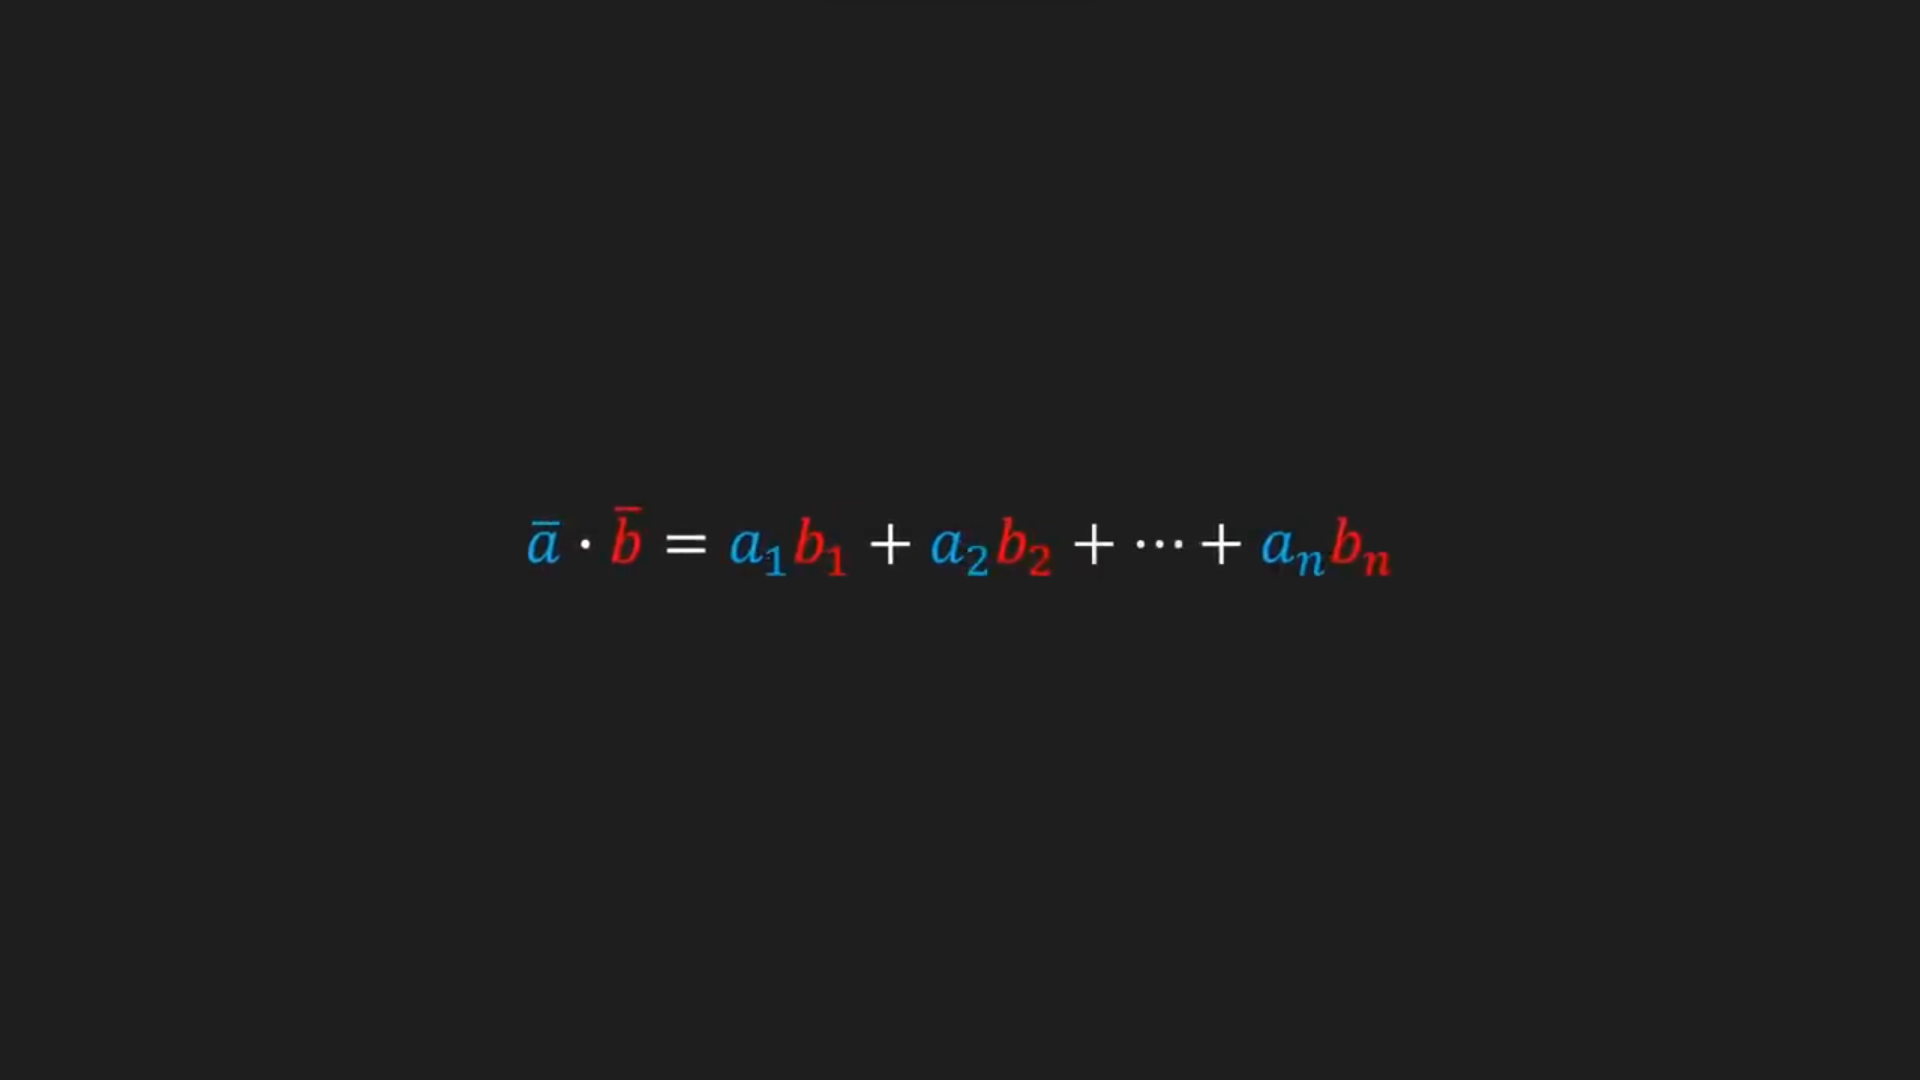 a̅ · b̅ = a₁b₁ + a₂b₂ + ⋯ + aₙbₙ